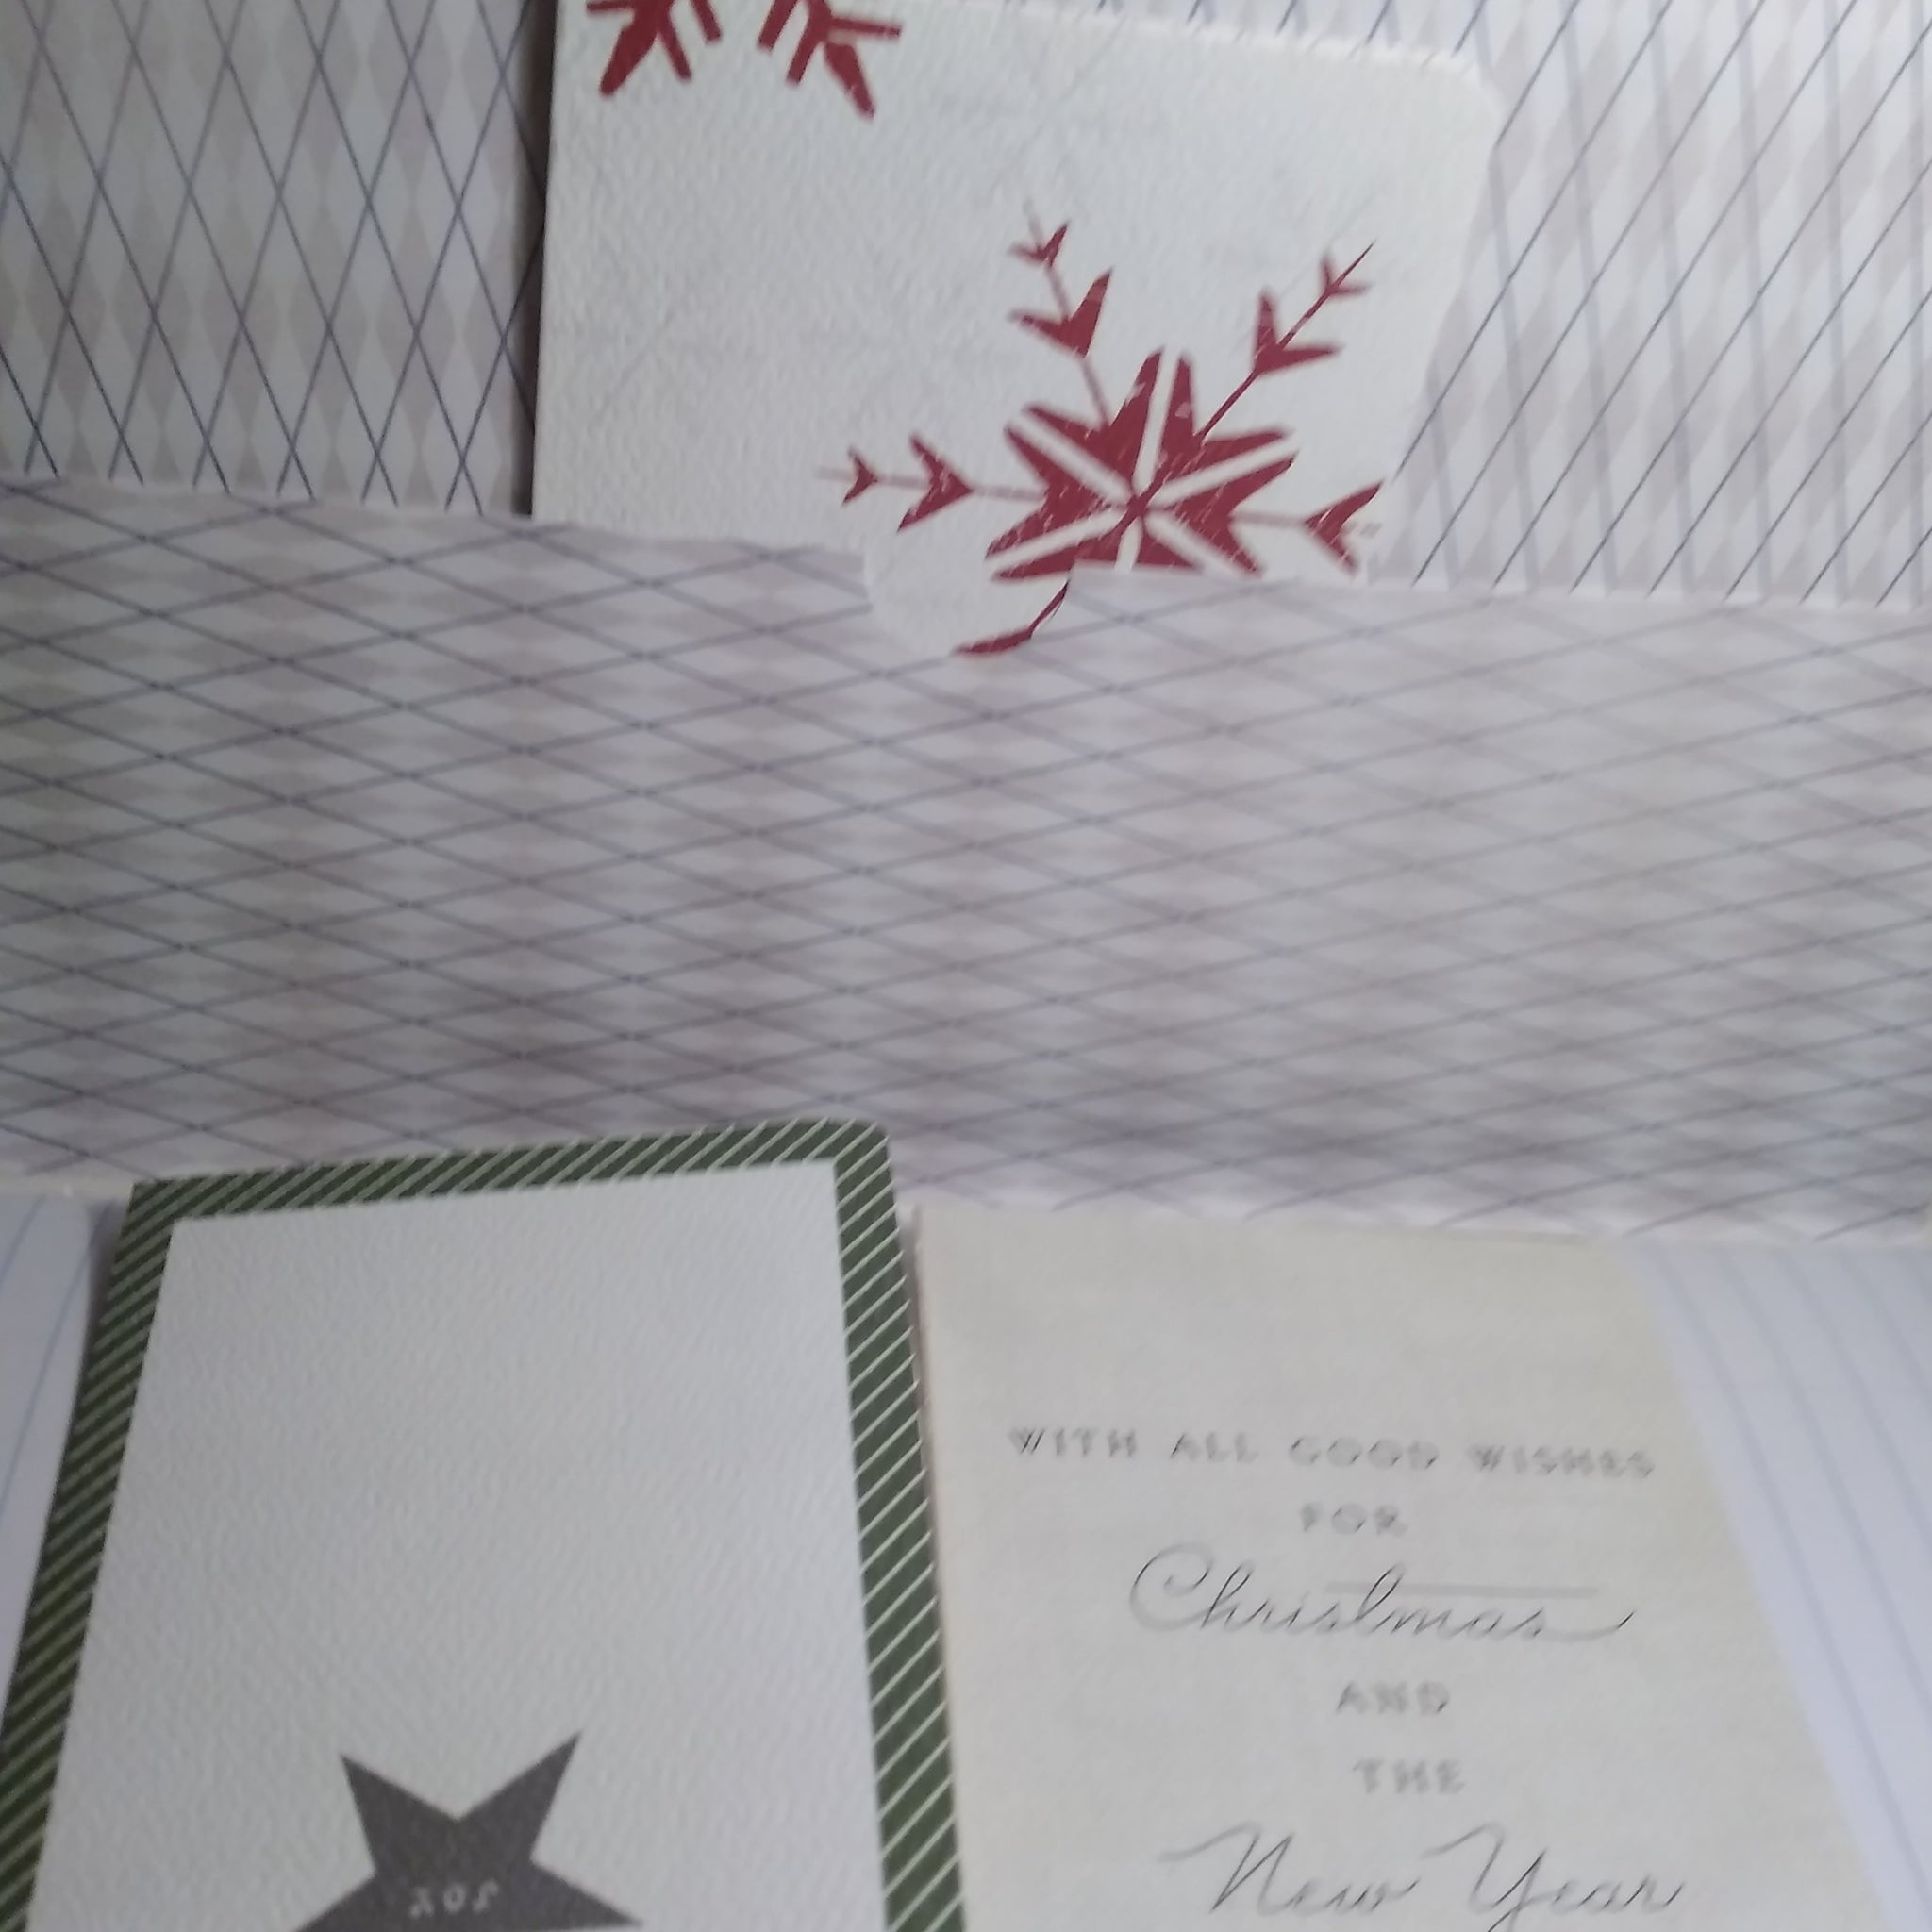 WITH ALL GOOD WISHES
FOR
Christmas
AND
THE
New Year